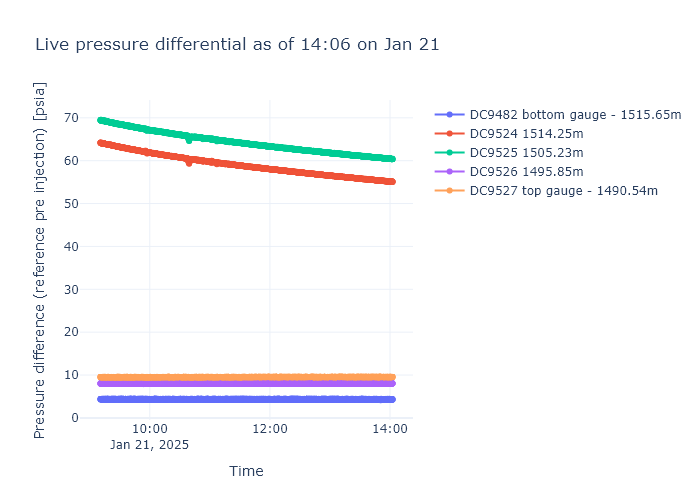 Live pressure differential as of 14:06 on Jan 21
Pressure difference (reference pre injection) [psia]
70
60
50
40
30
20
10
0
10:00
12:00
14:00
Jan 21, 2025
Time
DC9482 bottom gauge - 1515.65m
DC9524 1514.25m
DC9525 1505.23m
DC9526 1495.85m
DC9527 top gauge - 1490.54m